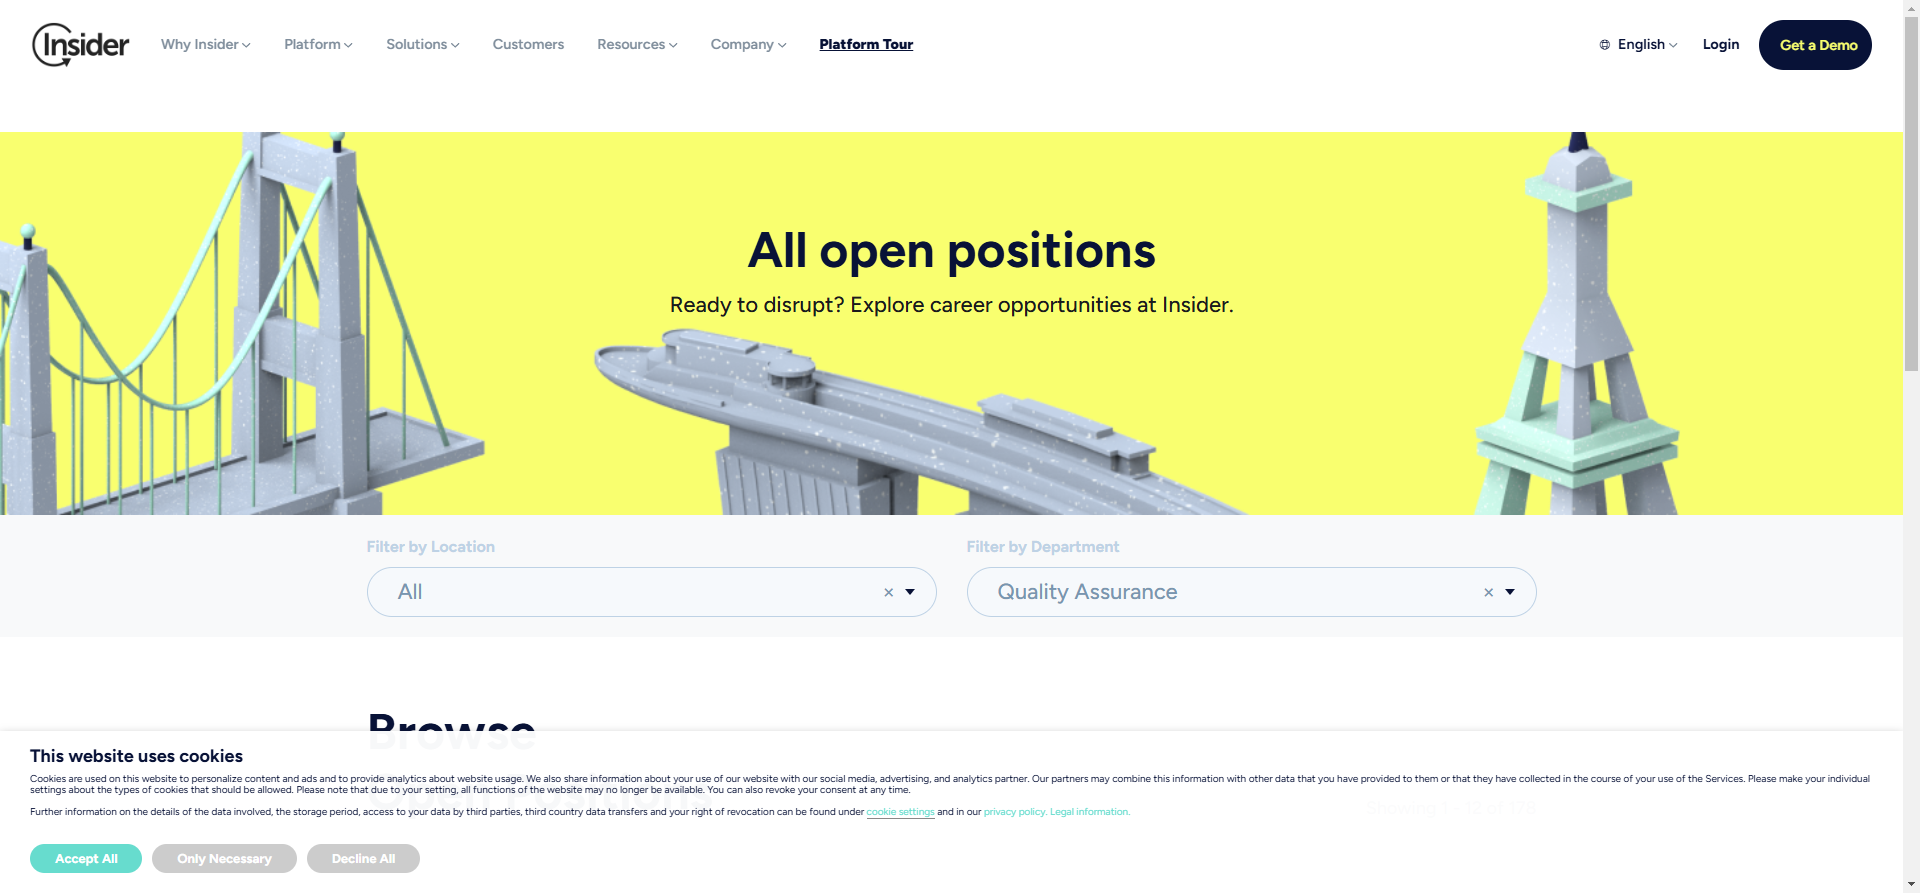 Insider
Why Insider
Platform
Solutions
Customers
Resources
Company
Platform Tour
English
Login
Get a Demo
All open positions
Ready to disrupt? Explore career opportunities at Insider.
Filter by Location
Filter by Department
All
×
Quality Assurance
×
Browse
This website uses cookies
Cookies are used on this website to personalize content and ads and to provide analytics about website usage. We also share information about your use of our website with our social media, advertising, and analytics partner. Our partners may combine this information with other data that you have provided to them or that they have collected in the course of your use of the Services. Please make your individual
settings about the types of cookies that should be allowed. Please note that due to your setting, all functions of the website may no longer be available. You can also revoke your consent at any time.
Open Positions
Showing 1 - 12 of 178
Further information on the details of the data involved, the storage period, access to your data by third parties, third country data transfers and your right of revocation can be found under cookie settings and in our privacy policy. Legal information.
Accept All
Only Necessary
Decline All